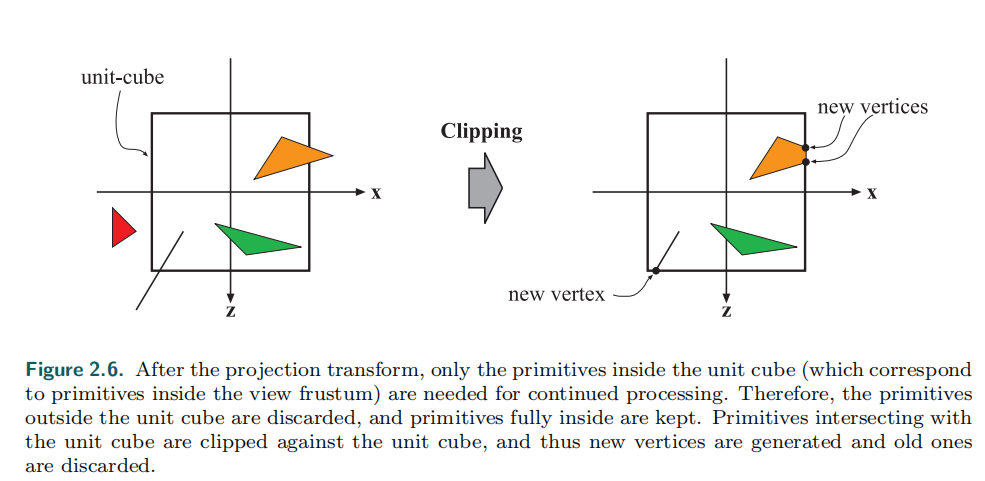 unit-cube
x
z
Clipping
new vertices
x
new vertex
z
Figure 2.6. After the projection transform, only the primitives inside the unit cube (which correspond
to primitives inside the view frustum) are needed for continued processing. Therefore, the primitives
outside the unit cube are discarded, and primitives fully inside are kept. Primitives intersecting with
the unit cube are clipped against the unit cube, and thus new vertices are generated and old ones
are discarded.